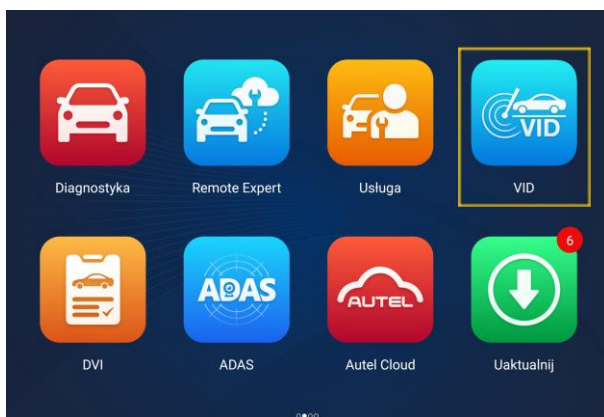 VID
Diagnostyka
Remote Expert
Usługa
VID
6
ADAS
AUTEL
DVI
ADAS
Autel Cloud
Uaktualnij